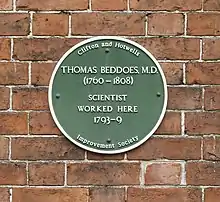 Clifton and Hotwells
THOMAS BEDDOES, M.D.
(1760-1808)
SCIENTIST
WORKED HERE
1793-9
Improvement Society